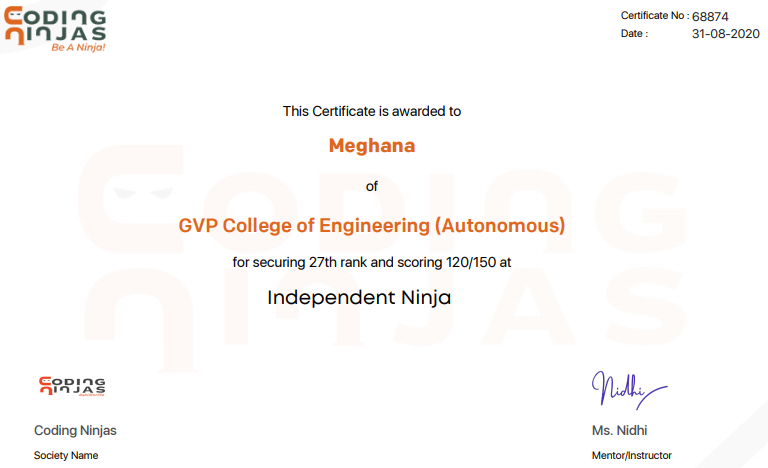 CODING
NINJAS
Be A Ninja!
Certificate No : 68874
Date : 31-08-2020
This Certificate is awarded to
Meghana
of
GVP College of Engineering (Autonomous)
for securing 27th rank and scoring 120/150 at
Independent Ninja
CODING
NINJAS
CODING
NINJAS
Nidhi
Coding Ninjas
Ms. Nidhi
Society Name
Mentor/Instructor